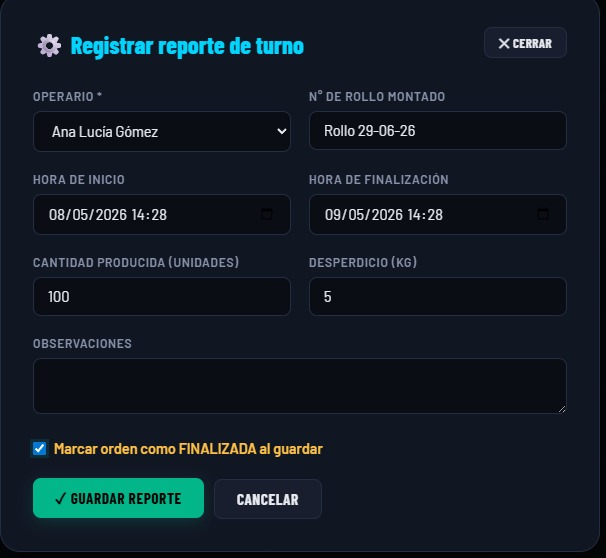 Registrar reporte de turno
✕ CERRAR
OPERARIO *
N° DE ROLLO MONTADO
Ana Lucía Gómez
Rollo 29-06-26
HORA DE INICIO
HORA DE FINALIZACIÓN
08/05/2026 14:28
09/05/2026 14:28
CANTIDAD PRODUCIDA (UNIDADES)
DESPERDICIO (KG)
100
5
OBSERVACIONES
Marcar orden como FINALIZADA al guardar
✓ GUARDAR REPORTE
CANCELAR